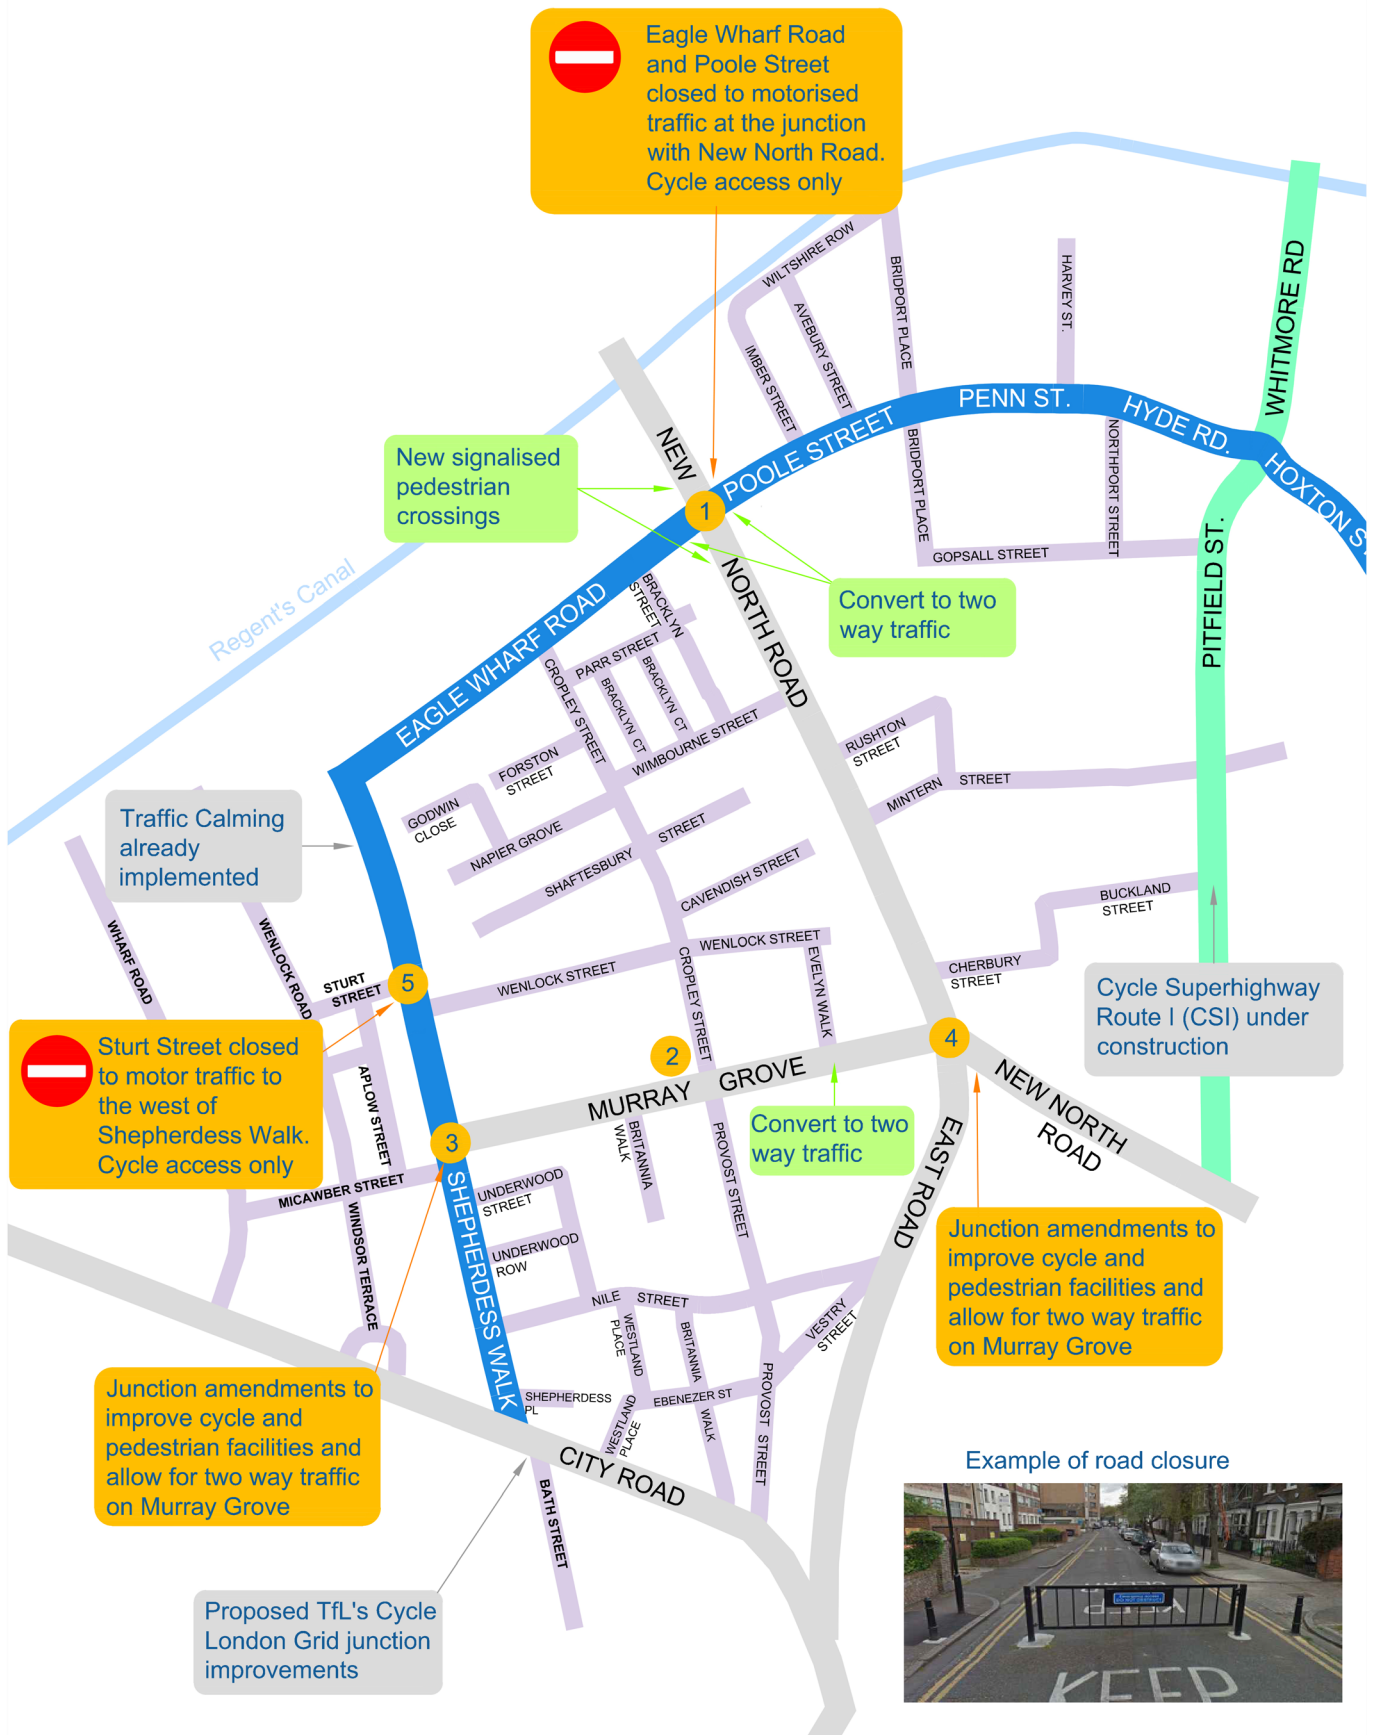 Eagle Wharf Road
and Poole Street
closed to motorised
traffic at the junction
with New North Road.
Cycle access only
WILTSHIRE ROW
BRIDPORT PLACE
HARVEY ST.
WHITMORE RD
AVEBURY STREET
IMBER STREET
PENN ST.
HYDE RD.
POOLE STREET
HOXTON ST
NEW
NORTH ROAD
New signalised
pedestrian
crossings
1
BRIDPORT PLACE
NORTHPORT STREET
GOPSALL STREET
PITFIELD ST.
Regent's Canal
Convert to two
way traffic
EAGLE WHARF ROAD
BRACKLYN
STREET
PARR STREET
CROPLEY STREET
BRACKLYN CT
BRACKLYN CT
WIMBOURNE STREET
RUSHTON
STREET
FORSTON
STREET
MINTERN
STREET
GODWIN
CLOSE
NAPIER GROVE
Traffic Calming
already
implemented
SHAFTESBURY
STREET
CAVENDISH STREET
BUCKLAND
STREET
WHARF ROAD
WENLOCK ROAD
WENLOCK STREET
WENLOCK STREET
CROPLEY STREET
EVELYN WALK
CHERBURY
STREET
STURT
STREET
5
Cycle Superhighway
Route I (CSI) under
construction
Sturt Street closed
to motor traffic to
the west of
Shepherdess Walk.
Cycle access only
2
4
MURRAY
GROVE
NEW NORTH
ROAD
APLOW STREET
3
Convert to two
way traffic
BRITANNIA
WALK
PROVOST STREET
EAST ROAD
MICAWBER STREET
SHEPHERDESS WALK
UNDERWOOD
STREET
UNDERWOOD
ROW
WINDSOR TERRACE
Junction amendments to
improve cycle and
pedestrian facilities and
allow for two way traffic
on Murray Grove
NILE
STREET
WESTLAND
PLACE
BRITANNIA
WALK
VESTRY
STREET
Junction amendments to
improve cycle and
pedestrian facilities and
allow for two way traffic
on Murray Grove
SHEPHERDESS
PL
WESTLAND
PLACE
EBENEZER ST
PROVOST
STREET
CITY ROAD
BATH STREET
Example of road closure
Proposed TfL's Cycle
London Grid junction
improvements
KEEP
KEEP